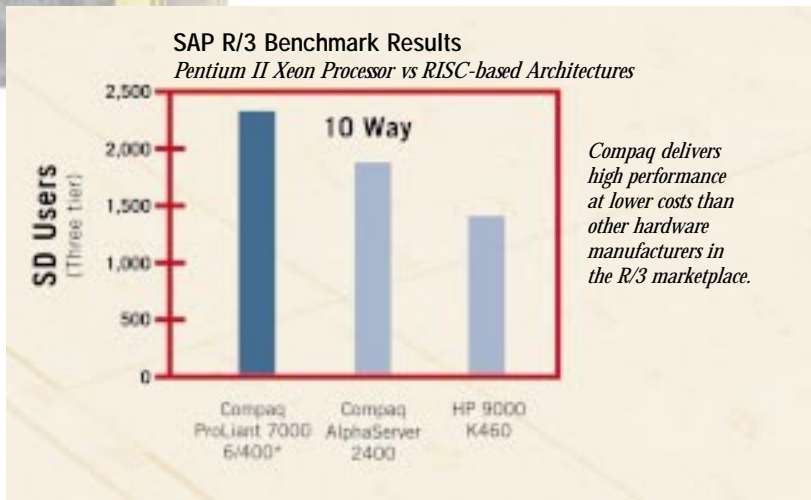 SAP R/3 Benchmark Results
Pentium II Xeon Processor vs RISC-based Architectures
2,500
2,000
1,500
1,000
500
0
SD Users
(Three tier)
10 Way
Compaq
ProLiant 7000
6/400*
Compaq
AlphaServer
2400
HP 9000
K460
Compaq delivers
high performance
at lower costs than
other hardware
manufacturers in
the R/3 marketplace.